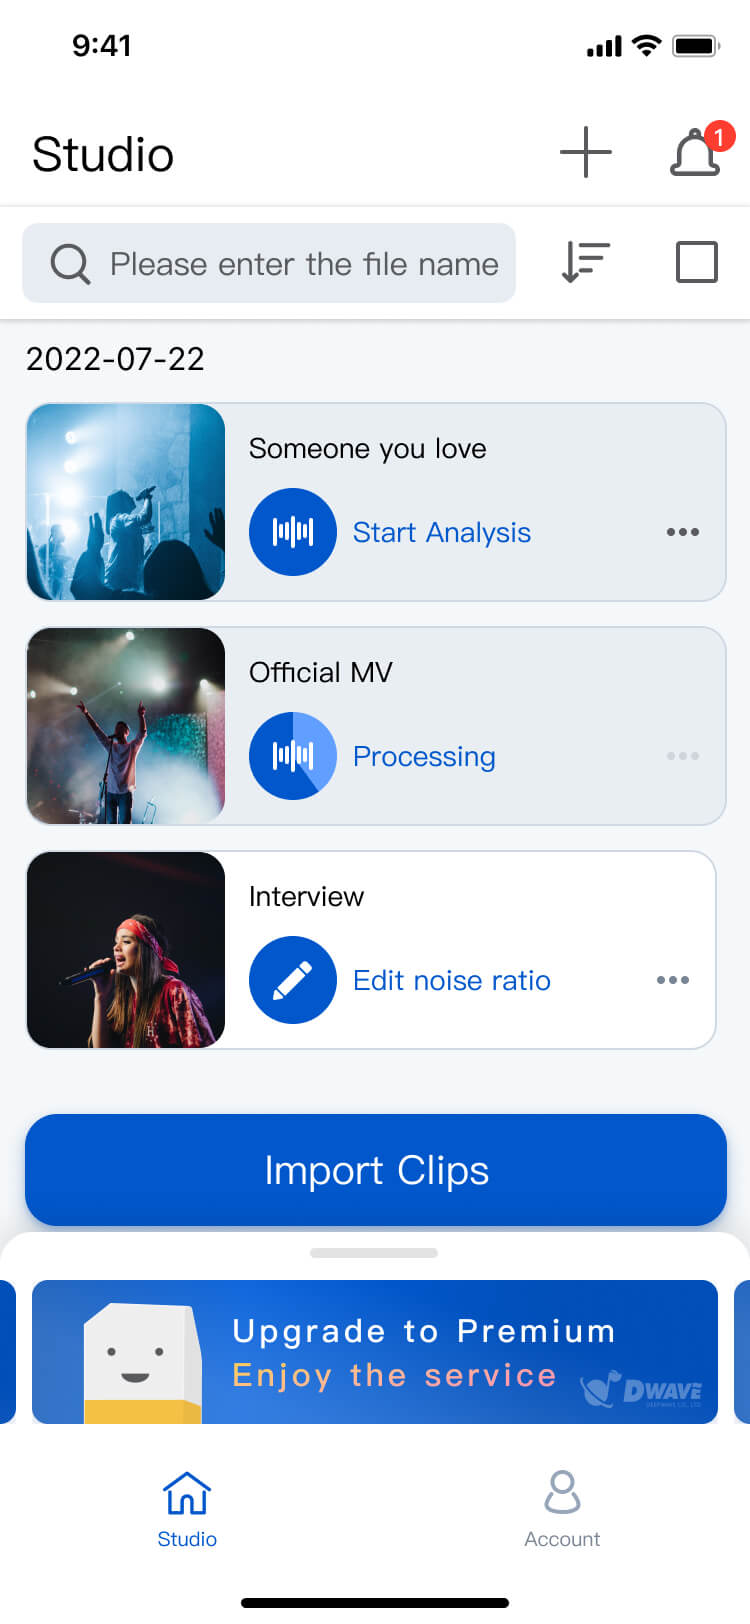 9:41
Studio
1
Please enter the file name
2022-07-22
Someone you love
Start Analysis
Official MV
Processing
Interview
Edit noise ratio
Import Clips
Upgrade to Premium
Enjoy the service
DWAVE
Studio
Account